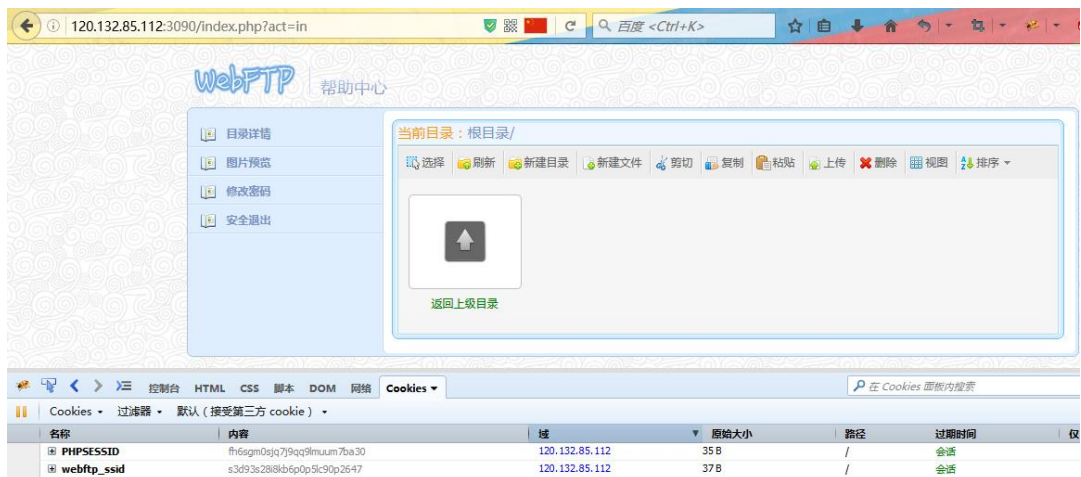 120.132.85.112:3090/index.php?act=in
百度 <Ctrl+K>
WebFTP 帮助中心
目录详情
图片预览
修改密码
安全退出
当前目录：根目录/
选择 刷新 新建目录 新建文件 剪切 复制 粘贴 上传 删除 视图 排序
返回上级目录
控制台 HTML CSS 脚本 DOM 网络 Cookies
在 Cookies 面板内搜索
Cookies 过滤器 默认 ( 接受第三方 cookie )
名称 内容 域 原始大小 路径 过期时间 仅
PHPSESSID fh6sgm0sjq7j9qq9lmuum7ba30 120.132.85.112 35 B / 会话
webftp_ssid s3d93s28i8kb6p0p5lc90p2647 120.132.85.112 37 B / 会话